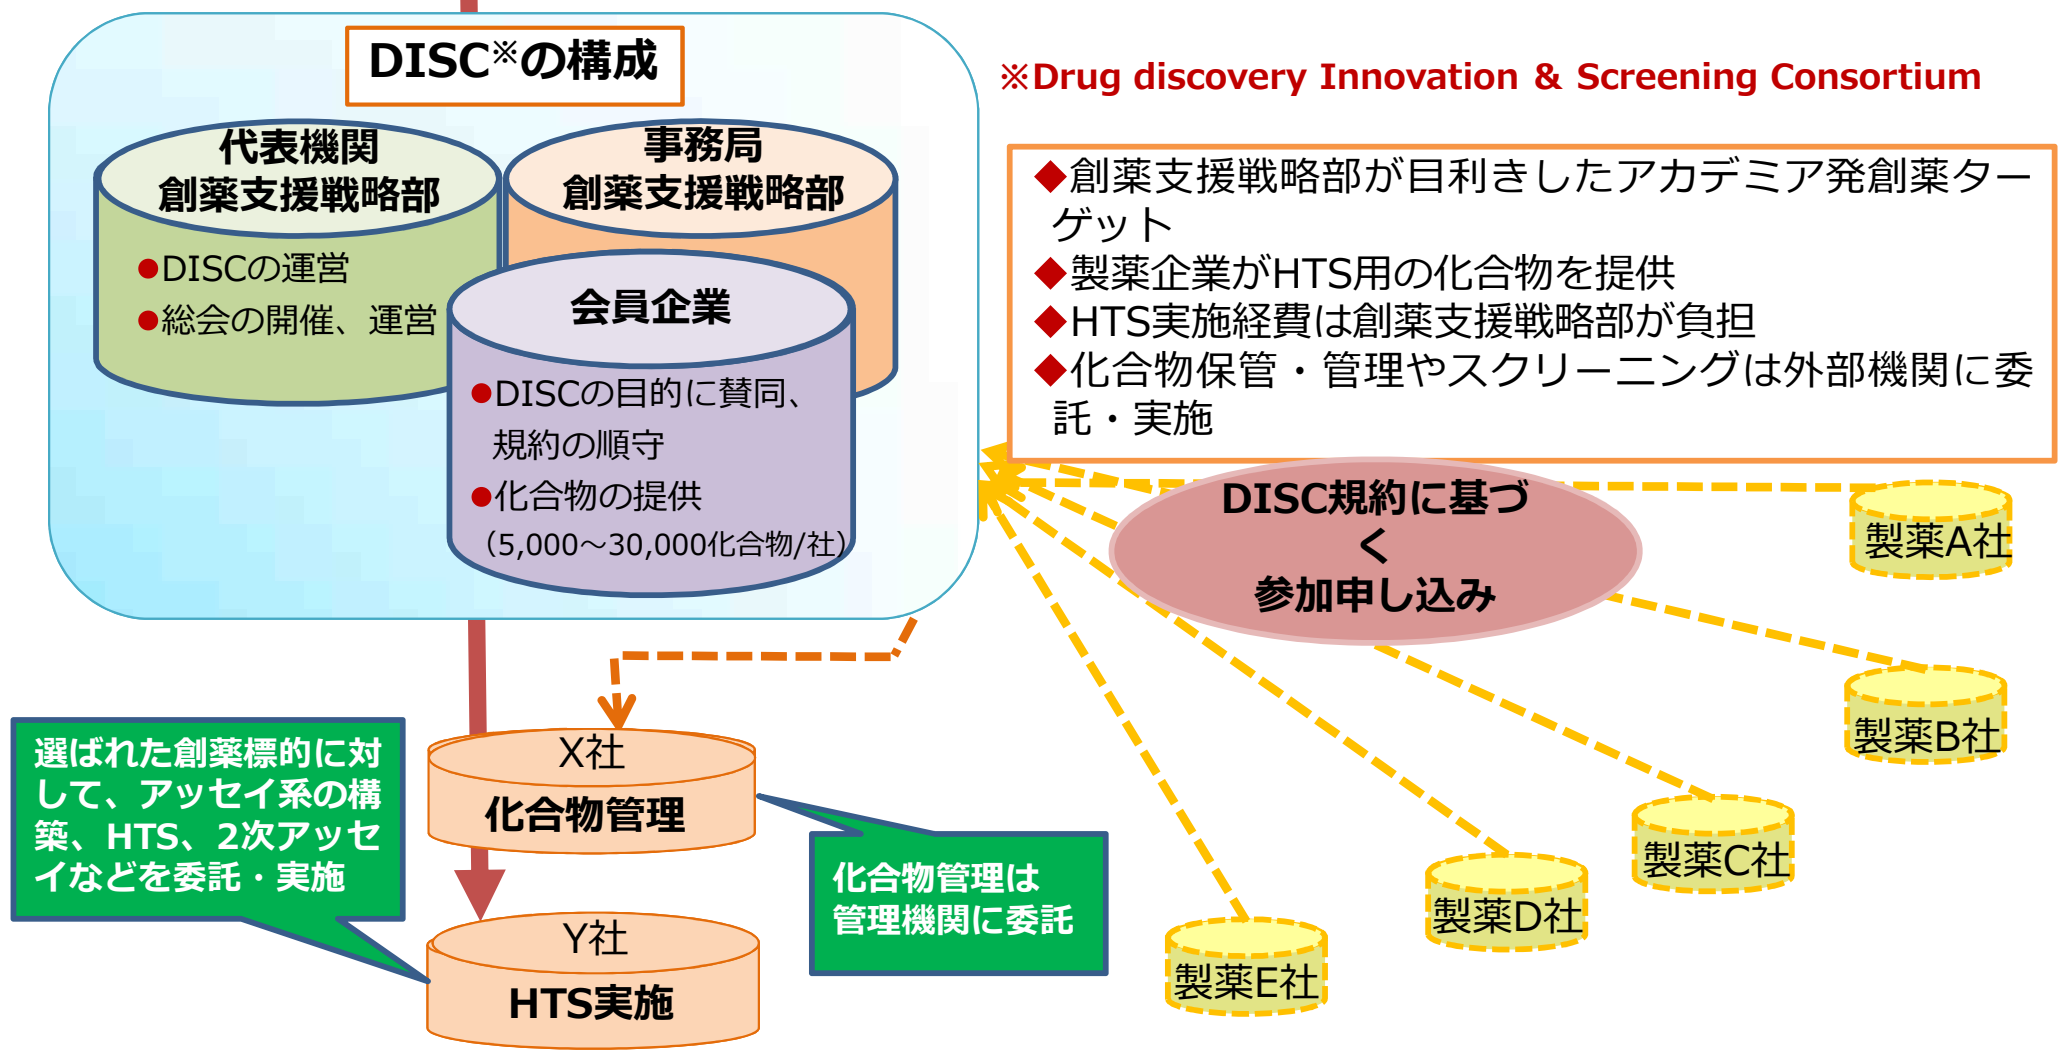 DISC※の構成
※Drug discovery Innovation & Screening Consortium
代表機関
創薬支援戦略部
●DISCの運営
●総会の開催、運営
事務局
創薬支援戦略部
会員企業
●DISCの目的に賛同、
規約の順守
●化合物の提供
（5,000～30,000化合物/社）
◆創薬支援戦略部が目利きしたアカデミア発創薬ター
ゲット
◆製薬企業がHTS用の化合物を提供
◆HTS実施経費は創薬支援戦略部が負担
◆化合物保管・管理やスクリーニングは外部機関に委
託・実施
DISC規約に基づ
く
参加申し込み
製薬A社
製薬B社
製薬C社
製薬D社
製薬E社
選ばれた創薬標的に対
して、アッセイ系の構
築、HTS、2次アッセ
イなどを委託・実施
X社
化合物管理
化合物管理は
管理機関に委託
Y社
HTS実施